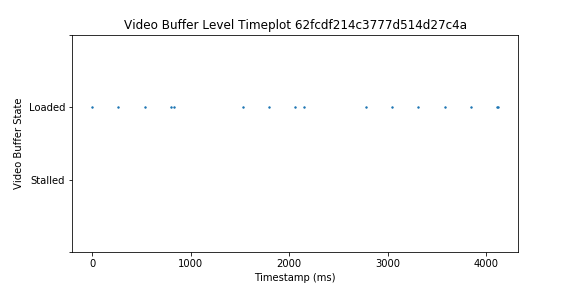 Video Buffer Level Timeplot 62fcdf214c3777d514d27c4a
Video Buffer State
Loaded
Stalled
0 1000 2000 3000 4000
Timestamp (ms)